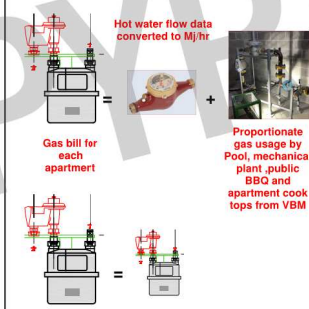 Hot water flow data
converted to Mj/hr
=
+
Gas bill for
each
apartment
Proportionate
gas usage by
Pool, mechanica
plant ,public
BBQ and
apartment cook
tops from VBM
=